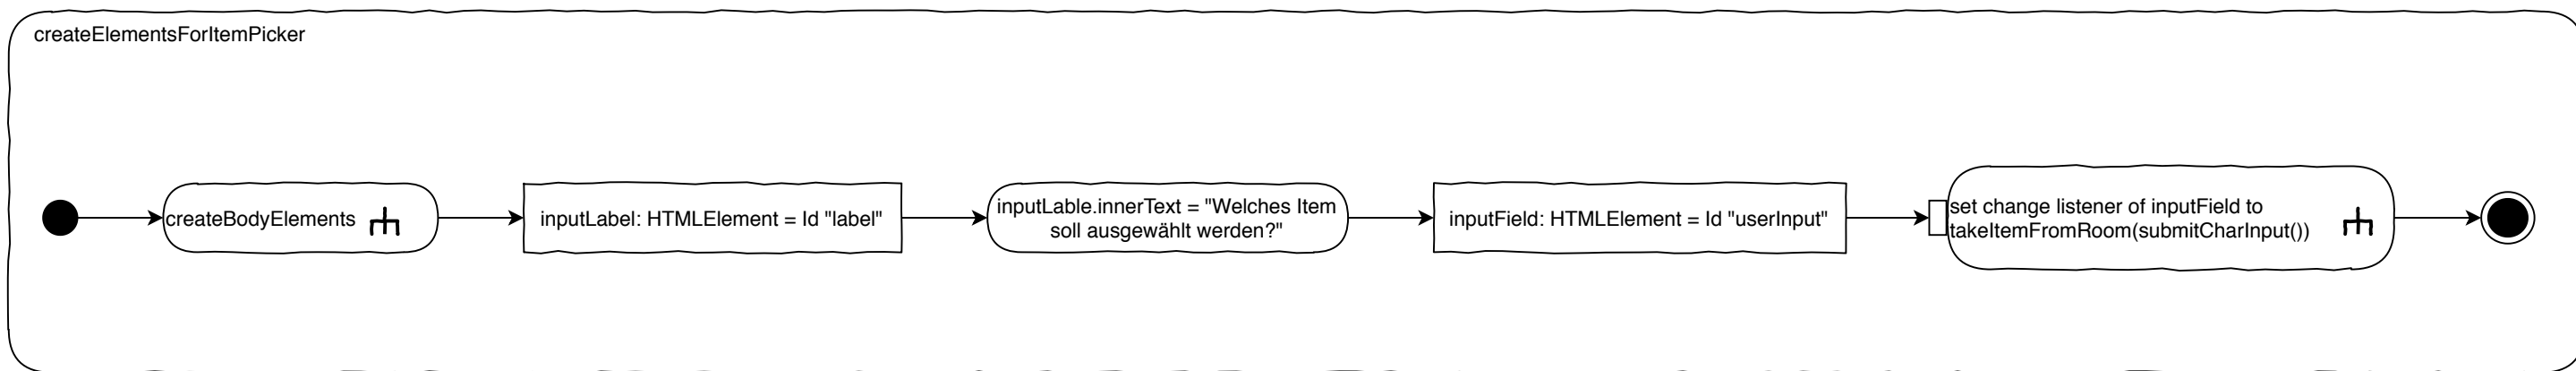 createElementsForItemPicker
createBodyElements
inputLabel: HTMLElement = Id "label"
inputLable.innerText = "Welches Item
soll ausgewählt werden?"
inputField: HTMLElement = Id "userInput"
set change listener of inputField to
takeItemFromRoom(submitCharInput())